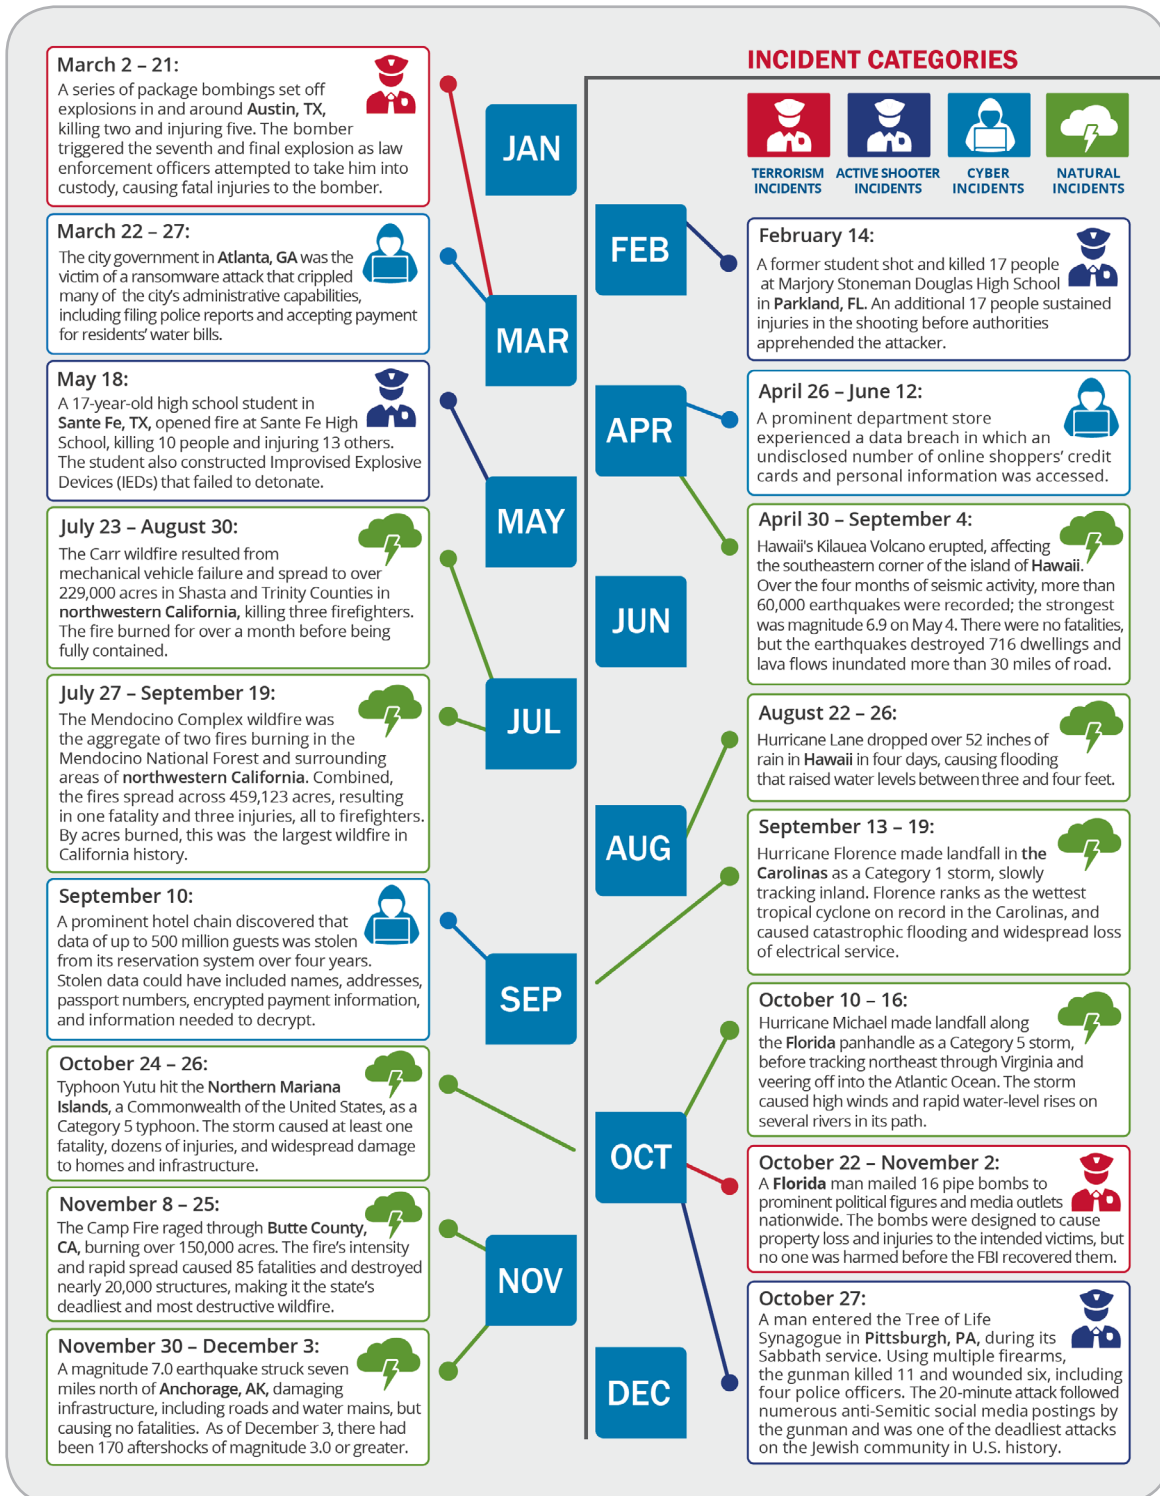 INCIDENT CATEGORIES
TERRORISM
INCIDENTS
ACTIVE SHOOTER
INCIDENTS
CYBER
INCIDENTS
NATURAL
INCIDENTS
JAN
FEB
MAR
APR
MAY
JUN
JUL
AUG
SEP
OCT
NOV
DEC
March 2 – 21:
A series of package bombings set off
explosions in and around Austin, TX,
killing two and injuring five. The bomber
triggered the seventh and final explosion as law
enforcement officers attempted to take him into
custody, causing fatal injuries to the bomber.
March 22 – 27:
The city government in Atlanta, GA was the
victim of a ransomware attack that crippled
many of the city's administrative capabilities,
including filing police reports and accepting payment
for residents' water bills.
May 18:
A 17-year-old high school student in
Sante Fe, TX, opened fire at Sante Fe High
School, killing 10 people and injuring 13 others.
The student also constructed Improvised Explosive
Devices (IEDs) that failed to detonate.
July 23 – August 30:
The Carr wildfire resulted from
mechanical vehicle failure and spread to over
229,000 acres in Shasta and Trinity Counties in
northwestern California, killing three firefighters.
The fire burned for over a month before being
fully contained.
July 27 – September 19:
The Mendocino Complex wildfire was
the aggregate of two fires burning in the
Mendocino National Forest and surrounding
areas of northwestern California. Combined,
the fires spread across 459,123 acres, resulting
in one fatality and three injuries, all to firefighters.
By acres burned, this was the largest wildfire in
California history.
September 10:
A prominent hotel chain discovered that
data of up to 500 million guests was stolen
from its reservation system over four years.
Stolen data could have included names, addresses,
passport numbers, encrypted payment information,
and information needed to decrypt.
October 24 – 26:
Typhoon Yutu hit the Northern Mariana
Islands, a Commonwealth of the United States, as a
Category 5 typhoon. The storm caused at least one
fatality, dozens of injuries, and widespread damage
to homes and infrastructure.
November 8 – 25:
The Camp Fire raged through Butte County,
CA, burning over 150,000 acres. The fire's intensity
and rapid spread caused 85 fatalities and destroyed
nearly 20,000 structures, making it the state's
deadliest and most destructive wildfire.
November 30 – December 3:
A magnitude 7.0 earthquake struck seven
miles north of Anchorage, AK, damaging
infrastructure, including roads and water mains, but
causing no fatalities. As of December 3, there had
been 170 aftershocks of magnitude 3.0 or greater.
February 14:
A former student shot and killed 17 people
at Marjory Stoneman Douglas High School
in Parkland, FL. An additional 17 people sustained
injuries in the shooting before authorities
apprehended the attacker.
April 26 – June 12:
A prominent department store
experienced a data breach in which an
undisclosed number of online shoppers' credit
cards and personal information was accessed.
April 30 – September 4:
Hawaii's Kilauea Volcano erupted, affecting
the southeastern corner of the island of Hawaii.
Over the four months of seismic activity, more than
60,000 earthquakes were recorded; the strongest
was magnitude 6.9 on May 4. There were no fatalities,
but the earthquakes destroyed 716 dwellings and
lava flows inundated more than 30 miles of road.
August 22 – 26:
Hurricane Lane dropped over 52 inches of
rain in Hawaii in four days, causing flooding
that raised water levels between three and four feet.
September 13 – 19:
Hurricane Florence made landfall in the
Carolinas as a Category 1 storm, slowly
tracking inland. Florence ranks as the wettest
tropical cyclone on record in the Carolinas, and
caused catastrophic flooding and widespread loss
of electrical service.
October 10 – 16:
Hurricane Michael made landfall along
the Florida panhandle as a Category 5 storm,
before tracking northeast through Virginia and
veering off into the Atlantic Ocean. The storm
caused high winds and rapid water-level rises on
several rivers in its path.
October 22 – November 2:
A Florida man mailed 16 pipe bombs to
prominent political figures and media outlets
nationwide. The bombs were designed to cause
property loss and injuries to the intended victims, but
no one was harmed before the FBI recovered them.
October 27:
A man entered the Tree of Life
Synagogue in Pittsburgh, PA, during its
Sabbath service. Using multiple firearms,
the gunman killed 11 and wounded six, including
four police officers. The 20-minute attack followed
numerous anti-Semitic social media postings by
the gunman and was one of the deadliest attacks
on the Jewish community in U.S. history.